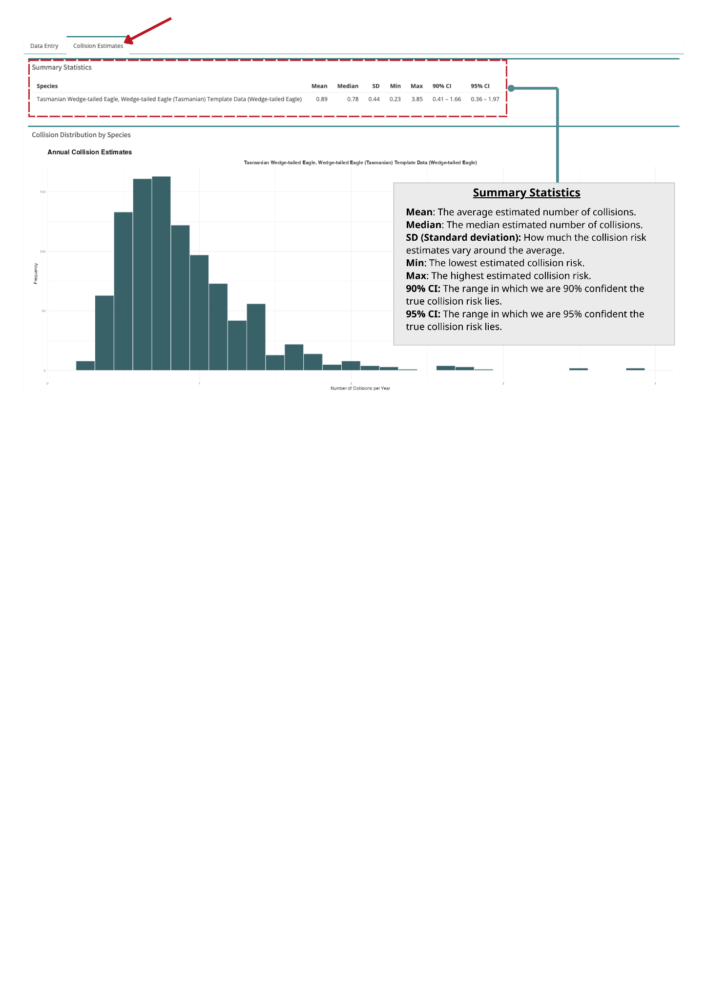 Data Entry
Collision Estimates
Summary Statistics
Species Mean Median SD Min Max 90% CI 95% CI
Tasmanian Wedge-tailed Eagle, Wedge-tailed Eagle (Tasmanian) Template Data (Wedge-tailed Eagle) 0.89 0.78 0.44 0.23 3.85 0.41 – 1.66 0.36 – 1.97
Collision Distribution by Species
Annual Collision Estimates
Tasmanian Wedge-tailed Eagle, Wedge-tailed Eagle (Tasmanian) Template Data (Wedge-tailed Eagle)
150
100
50
0
Frequency
0 1 2 3 4
Number of Collisions per Year
Summary Statistics
Mean: The average estimated number of collisions.
Median: The median estimated number of collisions.
SD (Standard deviation): How much the collision risk
estimates vary around the average.
Min: The lowest estimated collision risk.
Max: The highest estimated collision risk.
90% CI: The range in which we are 90% confident the
true collision risk lies.
95% CI: The range in which we are 95% confident the
true collision risk lies.